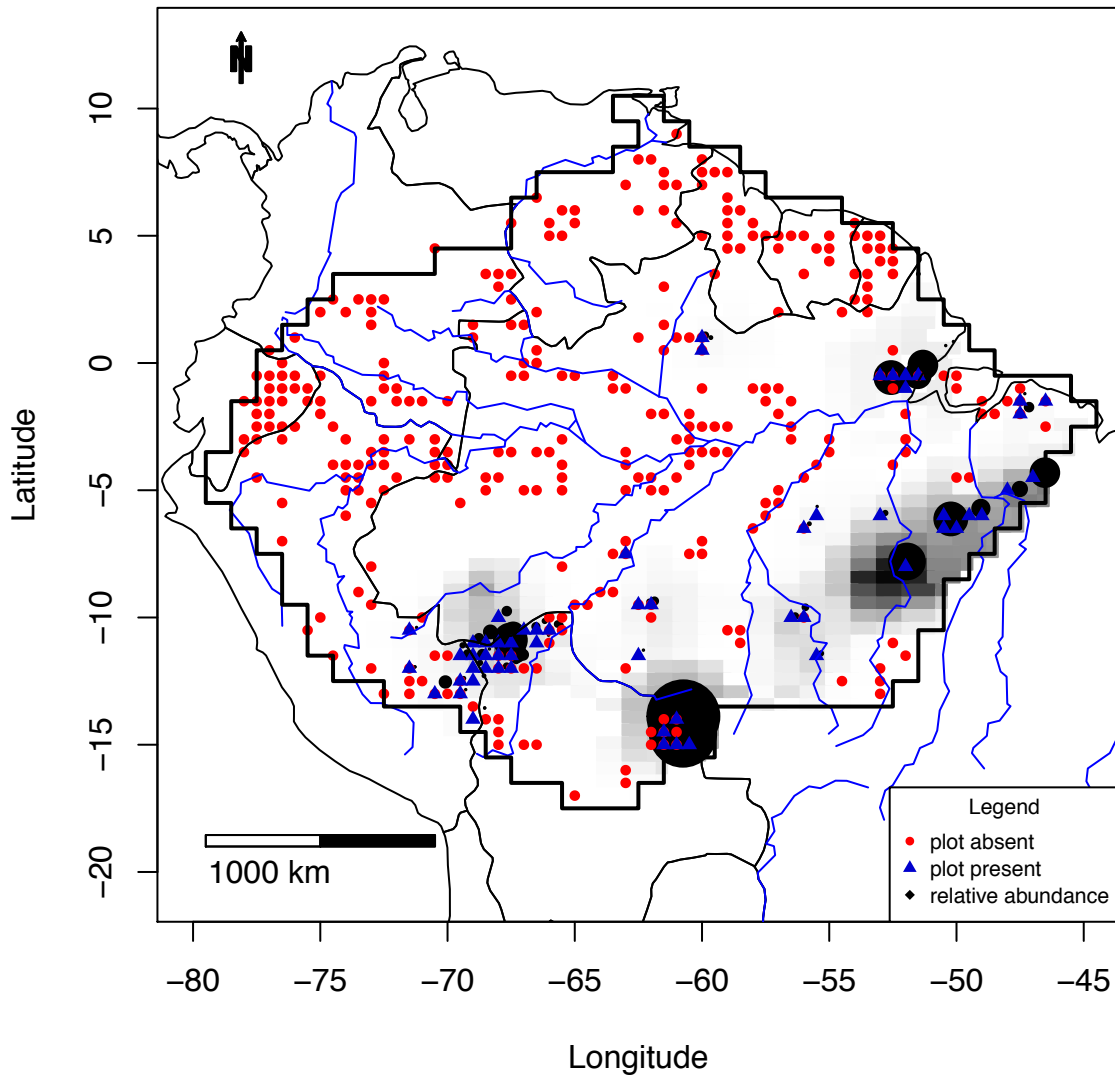 N
10
5
0
−5
−10
−15
−20
Latitude
1000 km
Legend
plot absent
plot present
relative abundance
−80 −75 −70 −65 −60 −55 −50 −45
Longitude